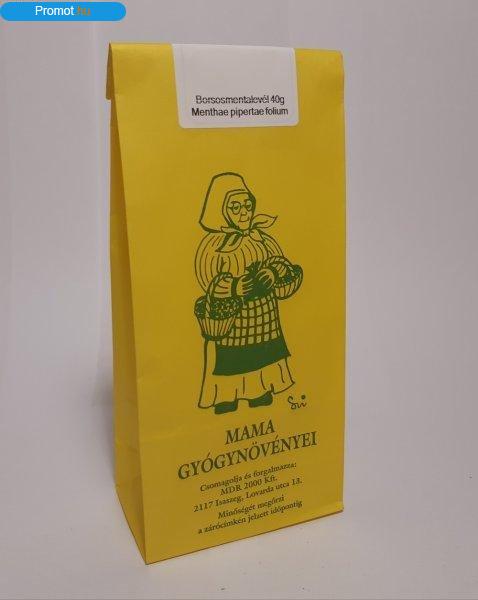 Promot.hu
Borsosmentalevél 40g
Menthae pipertae folium
MAMA
GYÓGYNÖVÉNYEI
Csomagolja és forgalmazza:
MDR 2000 Kft.
2117 Isaszeg, Lovarda utca 13.
Minőségét megőrzi
a zárócímkén jelzett időpontig